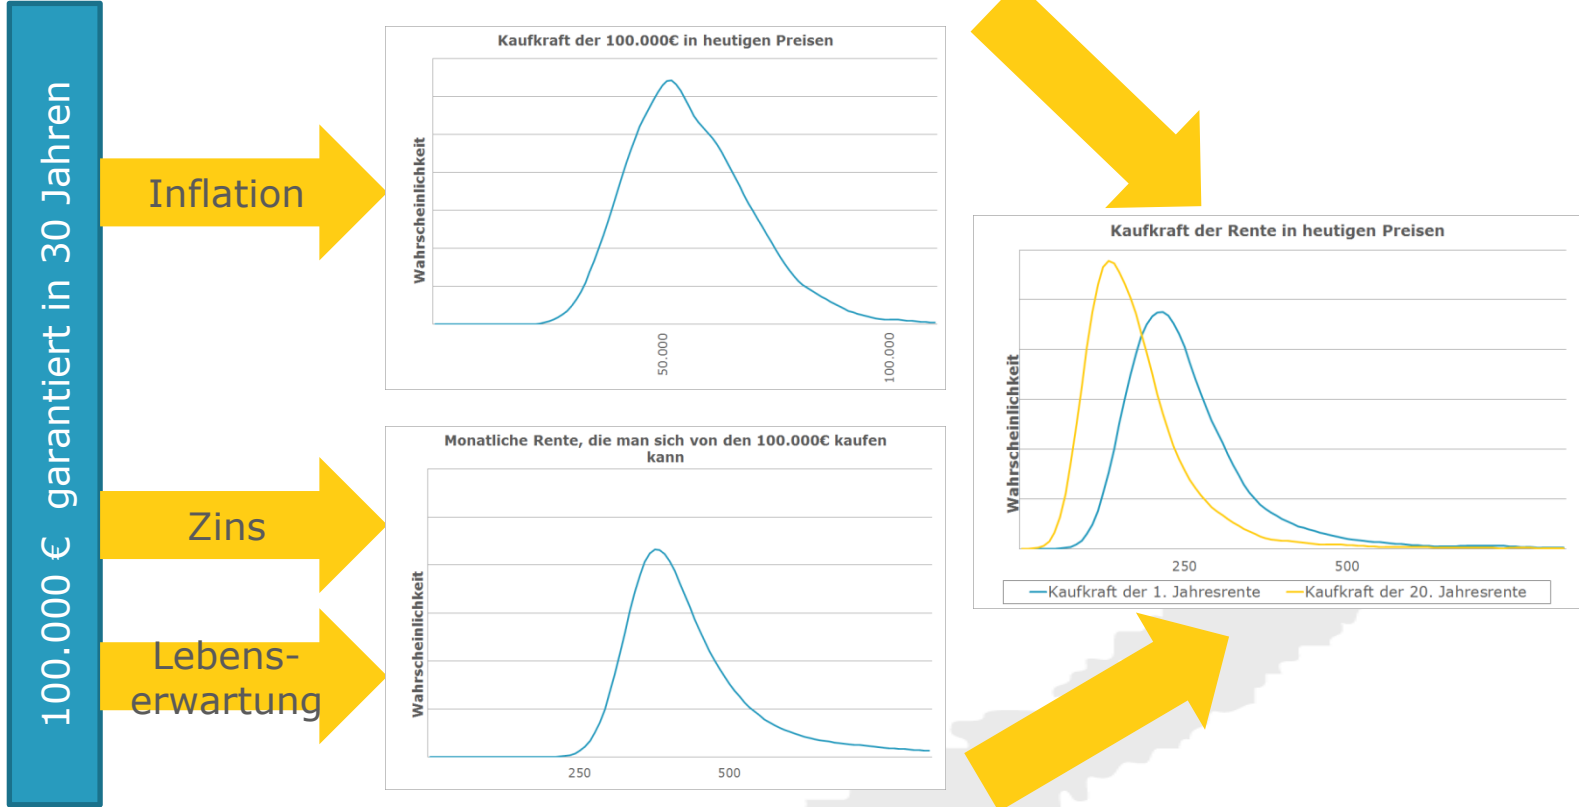 100.000 € garantiert in 30 Jahren
Inflation
Zins
Lebens-
erwartung
Kaufkraft der 100.000€ in heutigen Preisen
Wahrscheinlichkeit
50.000
100.000
Monatliche Rente, die man sich von den 100.000€ kaufen
kann
Wahrscheinlichkeit
250
500
Kaufkraft der Rente in heutigen Preisen
Wahrscheinlichkeit
250
500
Kaufkraft der 1. Jahresrente
Kaufkraft der 20. Jahresrente